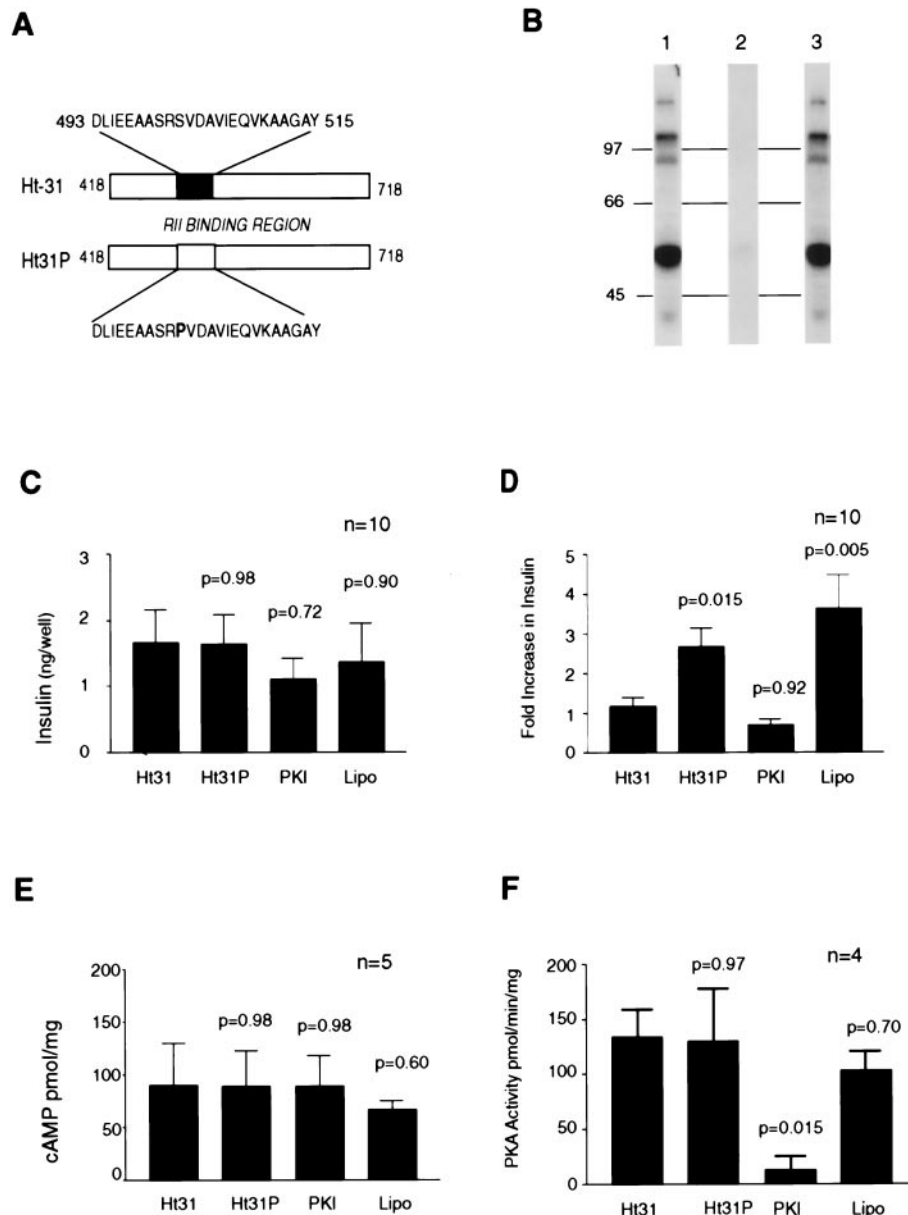 A
493 DLIEEAASRSVDAVIEQVKAAGAY 515
Ht-31 418 718
RII BINDING REGION
Ht31P 418 718
DLIEEAASRPVDAVIEQVKAAGAY
B
1 2 3
97
66
45
C
n=10
Insulin (ng/well)
3
2
1
0
p=0.98
p=0.72
p=0.90
Ht31 Ht31P PKI Lipo
D
n=10
Fold Increase in Insulin
5
4
3
2
1
0
p=0.015
p=0.92
p=0.005
Ht31 Ht31P PKI Lipo
E
n=5
cAMP pmol/mg
200
150
100
50
0
p=0.98
p=0.98
p=0.60
Ht31 Ht31P PKI Lipo
F
n=4
PKA Activity pmol/min/mg
200
150
100
50
0
p=0.97
p=0.015
p=0.70
Ht31 Ht31P PKI Lipo